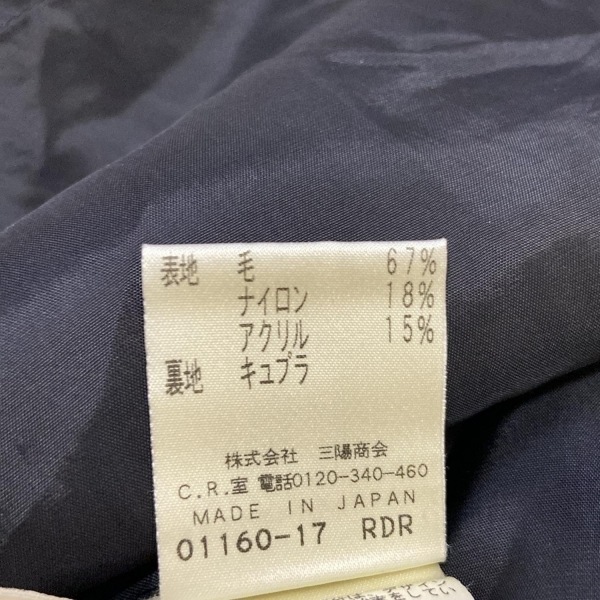 表地 毛 67%
ナイロン 18%
アクリル 15%
裏地 キュプラ
株式会社 三陽商会
C.R.室 電話0120-340-460
MADE IN JAPAN
01160-17 RDR